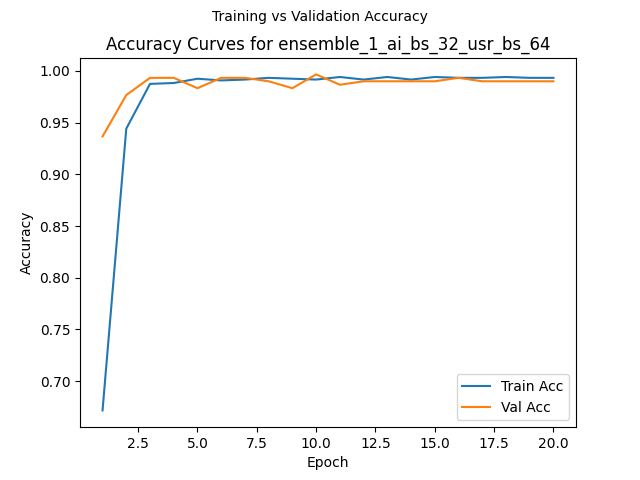 Training vs Validation Accuracy
Accuracy Curves for ensemble_1_ai_bs_32_usr_bs_64
1.00
0.95
0.90
0.85
0.80
0.75
0.70
Accuracy
Train Acc
Val Acc
2.5 5.0 7.5 10.0 12.5 15.0 17.5 20.0
Epoch